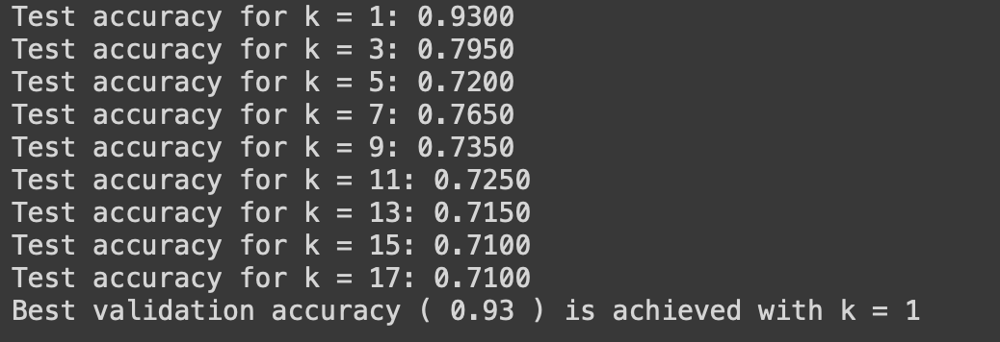 Test accuracy for k = 1: 0.9300
Test accuracy for k = 3: 0.7950
Test accuracy for k = 5: 0.7200
Test accuracy for k = 7: 0.7650
Test accuracy for k = 9: 0.7350
Test accuracy for k = 11: 0.7250
Test accuracy for k = 13: 0.7150
Test accuracy for k = 15: 0.7100
Test accuracy for k = 17: 0.7100
Best validation accuracy ( 0.93 ) is achieved with k = 1